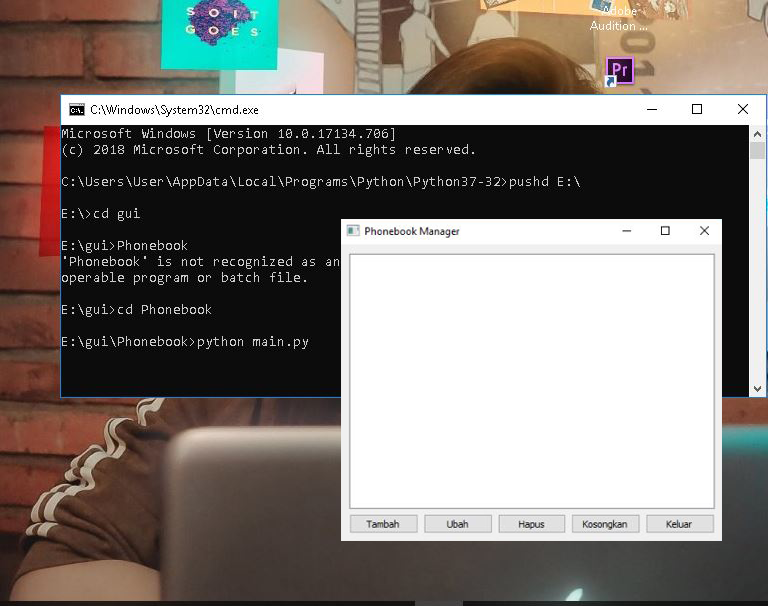 SOIT
GOES
Adobe
Audition ...
2012
Pr
C:\Windows\System32\cmd.exe
Microsoft Windows [Version 10.0.17134.706]
(c) 2018 Microsoft Corporation. All rights reserved.
C:\Users\User\AppData\Local\Programs\Python\Python37-32>pushd E:\
E:\>cd gui
E:\gui>Phonebook
'Phonebook' is not recognized as an
operable program or batch file.
E:\gui>cd Phonebook
E:\gui\Phonebook>python main.py
Phonebook Manager
Tambah
Ubah
Hapus
Kosongkan
Keluar